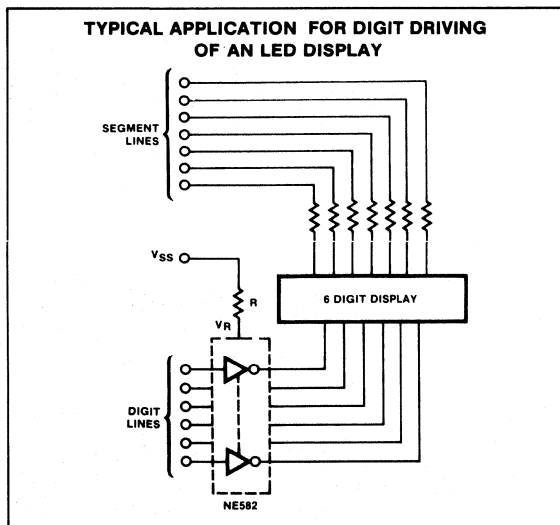 TYPICAL APPLICATION FOR DIGIT DRIVING
OF AN LED DISPLAY
SEGMENT
LINES
VSS
R
VR
6 DIGIT DISPLAY
DIGIT
LINES
NE582